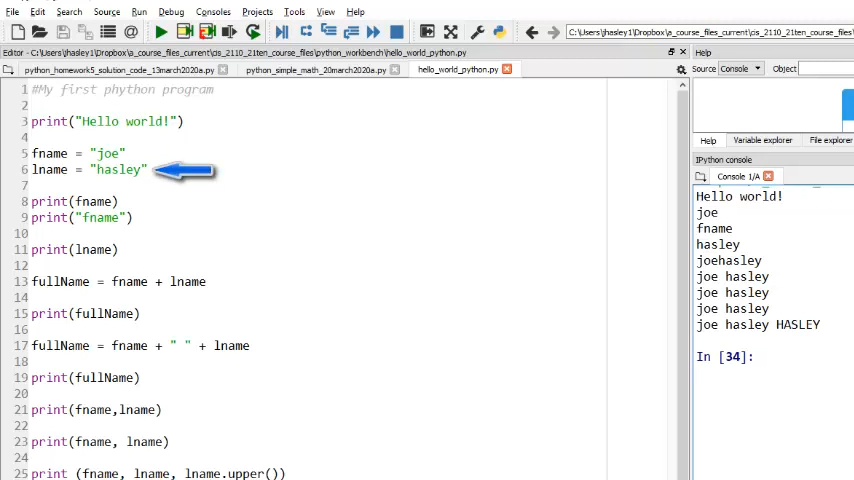 File Edit Search Source Run Debug Consoles Projects Tools View Help
C:\Users\jhasley1\Dropbox\a_course_files_current\cis_2110_21ten_course_files
Editor - C:\Users\jhasley1\Dropbox\a_course_files_current\cis_2110_21ten_course_files\python_workbench\hello_world_python.py
Help
python_homework5_solution_code_13march2020a.py
python_simple_math_20march2020a.py
hello_world_python.py
Source Console Object
1 #My first phython program
2
3 print("Hello world!")
4
5 fname = "joe"
6 lname = "hasley"
7
8 print(fname)
9 print("fname")
10
11 print(lname)
12
13 fullName = fname + lname
14
15 print(fullName)
16
17 fullName = fname + " " + lname
18
19 print(fullName)
20
21 print(fname,lname)
22
23 print(fname, lname)
24
25 print (fname, lname, lname.upper())
Help Variable explorer File explorer
IPython console
Console 1/A
Hello world!
joe
fname
hasley
joehasley
joe hasley
joe hasley
joe hasley
joe hasley HASLEY
In [34]: